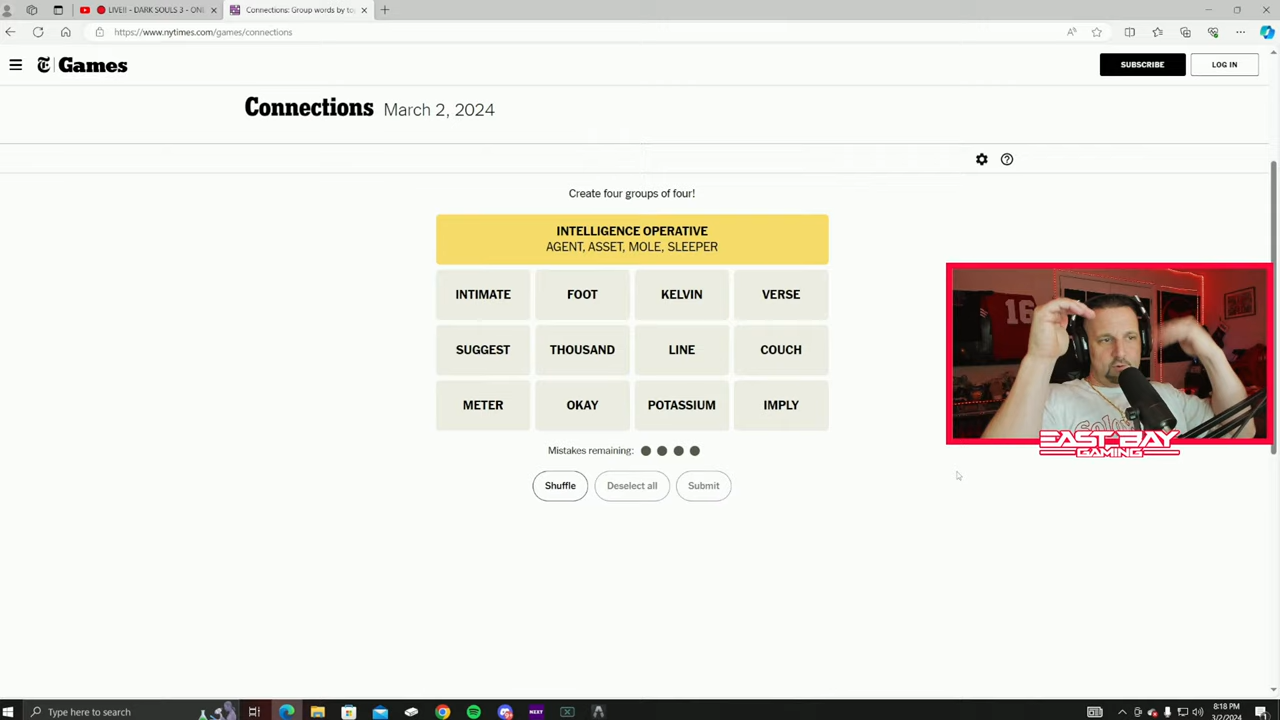 LIVE!! - DARK SOULS 3 - ON
Connections: Group words by to
https://www.nytimes.com/games/connections
Games
SUBSCRIBE
LOG IN
Connections March 2, 2024
Create four groups of four!
INTELLIGENCE OPERATIVE
AGENT, ASSET, MOLE, SLEEPER
INTIMATE FOOT KELVIN VERSE
SUGGEST THOUSAND LINE COUCH
METER OKAY POTASSIUM IMPLY
Mistakes remaining:
Shuffle Deselect all Submit
16
EAST BAY
GAMING
Type here to search
NEXT
8:18 PM
3/2/2024